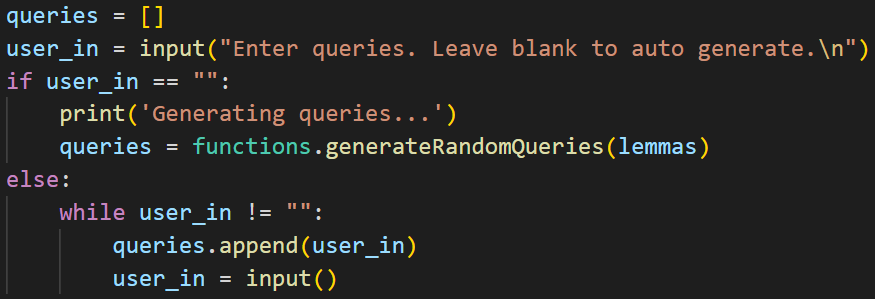 queries = []
user_in = input("Enter queries. Leave blank to auto generate.\n")
if user_in == "":
    print('Generating queries...')
    queries = functions.generateRandomQueries(lemmas)
else:
    while user_in != "":
        queries.append(user_in)
        user_in = input()